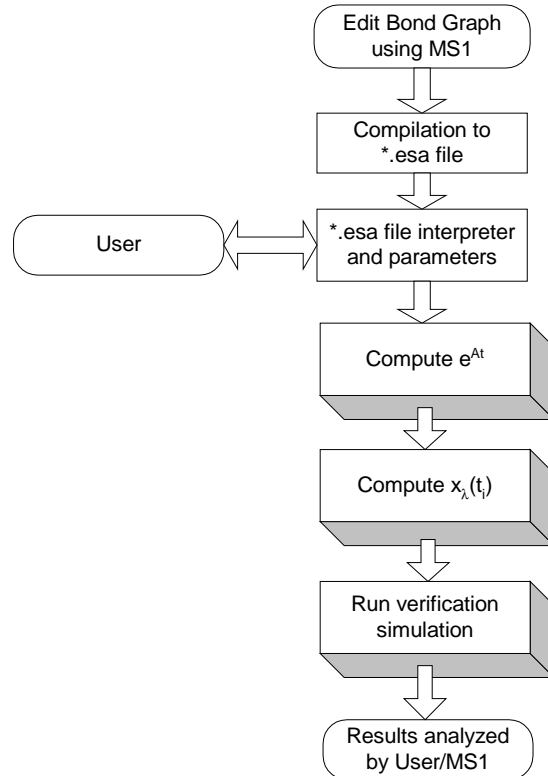 Edit Bond Graph
using MS1
Compilation to
*.esa file
User
*.esa file interpreter
and parameters
Compute e^At
Compute x_λ(t_i)
Run verification
simulation
Results analyzed
by User/MS1